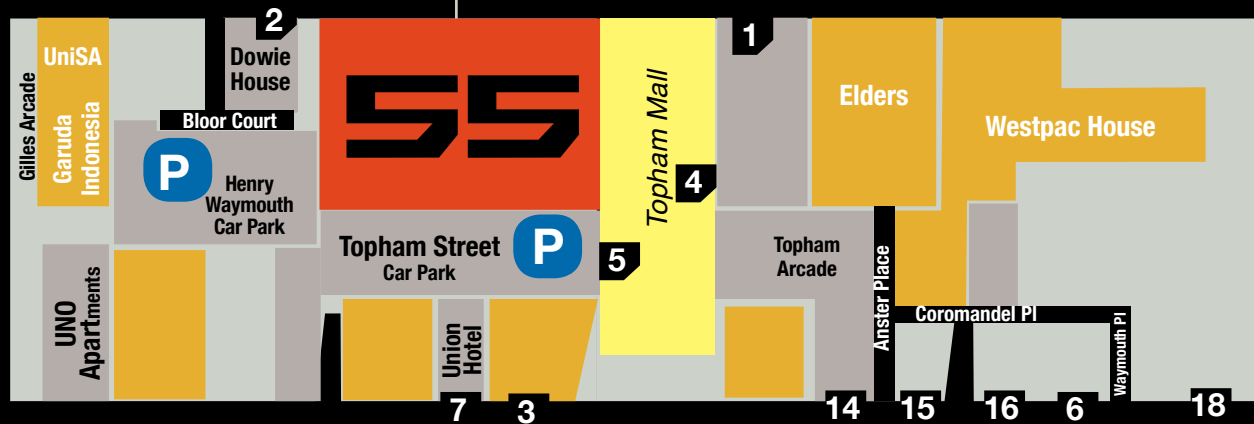 2
1
UniSA
Gilles Arcade
Garuda
Indonesia
Dowie
House
Bloor Court
55
Topham Mall
4
Elders
Westpac House
P
Henry
Waymouth
Car Park
Topham Street
Car Park
P
5
Topham
Arcade
Anster Place
Coromandel Pl
Waymouth Pl
UNO
Apartments
Union
Hotel
7
3
14
15
16
6
18